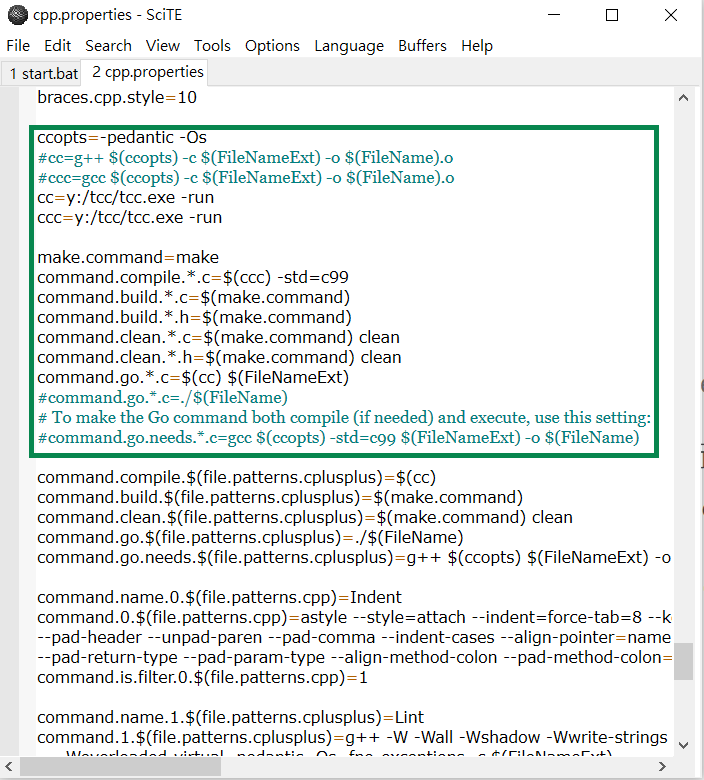 cpp.properties - SciTE
File Edit Search View Tools Options Language Buffers Help
1 start.bat 2 cpp.properties
braces.cpp.style=10
ccopts=-pedantic -Os
#cc=g++ $(ccopts) -c $(FileNameExt) -o $(FileName).o
#ccc=gcc $(ccopts) -c $(FileNameExt) -o $(FileName).o
cc=y:/tcc/tcc.exe -run
ccc=y:/tcc/tcc.exe -run
make.command=make
command.compile.*.c=$(ccc) -std=c99
command.build.*.c=$(make.command)
command.build.*.h=$(make.command)
command.clean.*.c=$(make.command) clean
command.clean.*.h=$(make.command) clean
command.go.*.c=$(cc) $(FileNameExt)
#command.go.*.c=./$(FileName)
# To make the Go command both compile (if needed) and execute, use this setting:
#command.go.needs.*.c=gcc $(ccopts) -std=c99 $(FileNameExt) -o $(FileName)
command.compile.$(file.patterns.cplusplus)=$(cc)
command.build.$(file.patterns.cplusplus)=$(make.command)
command.clean.$(file.patterns.cplusplus)=$(make.command) clean
command.go.$(file.patterns.cplusplus)=./$(FileName)
command.go.needs.$(file.patterns.cplusplus)=g++ $(ccopts) $(FileNameExt) -o
command.name.0.$(file.patterns.cpp)=Indent
command.0.$(file.patterns.cpp)=astyle --style=attach --indent=force-tab=8 --k
--pad-header --unpad-paren --pad-comma --indent-cases --align-pointer=name
--pad-return-type --pad-param-type --align-method-colon --pad-method-colon=
command.is.filter.0.$(file.patterns.cpp)=1
command.name.1.$(file.patterns.cplusplus)=Lint
command.1.$(file.patterns.cplusplus)=g++ -W -Wall -Wshadow -Wwrite-strings
-Woverloaded-virtual -pedantic -Os -fno-exceptions -c $(FileNameExt)